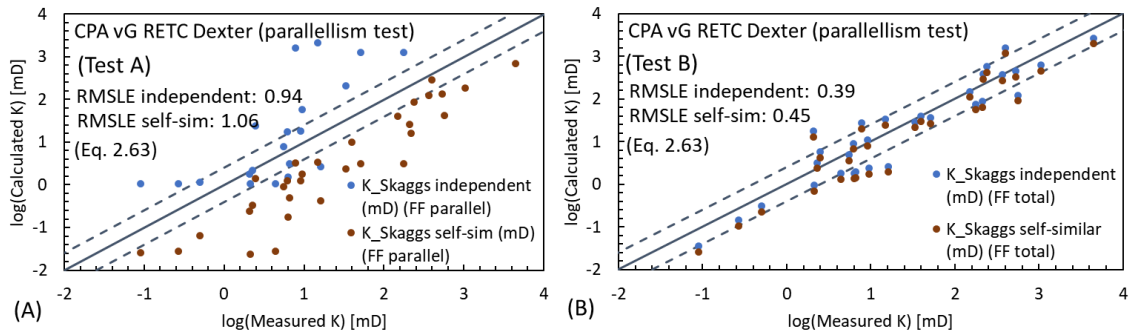 CPA vG RETC Dexter (parallelism test)
(Test A)
RMSLE independent: 0.94
RMSLE self-sim: 1.06
(Eq. 2.63)
K_Skaggs independent
(mD) (FF parallel)
K_Skaggs self-sim (mD)
(FF parallel)
log(Calculated K) [mD]
4
3
2
1
0
-1
-2
-2 -1 0 1 2 3 4
log(Measured K) [mD]
(A)
CPA vG RETC Dexter (parallelism test)
(Test B)
RMSLE independent: 0.39
RMSLE self-sim: 0.45
(Eq. 2.63)
K_Skaggs independent (mD)
(FF total)
K_Skaggs self-similar
(mD) (FF total)
log(Calculated K) [mD]
4
3
2
1
0
-1
-2
-2 -1 0 1 2 3 4
log(Measured K) [mD]
(B)